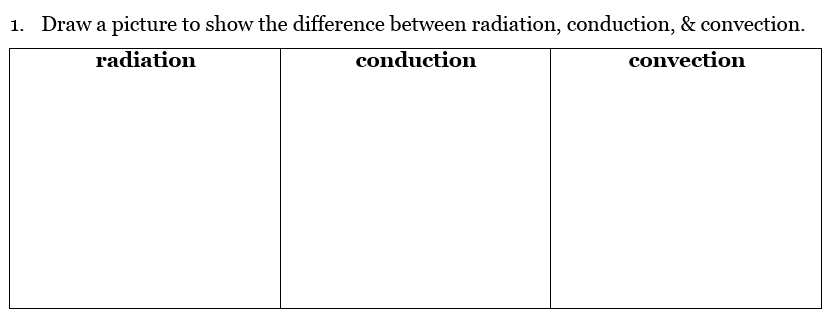 1. Draw a picture to show the difference between radiation, conduction, & convection.
radiation conduction convection